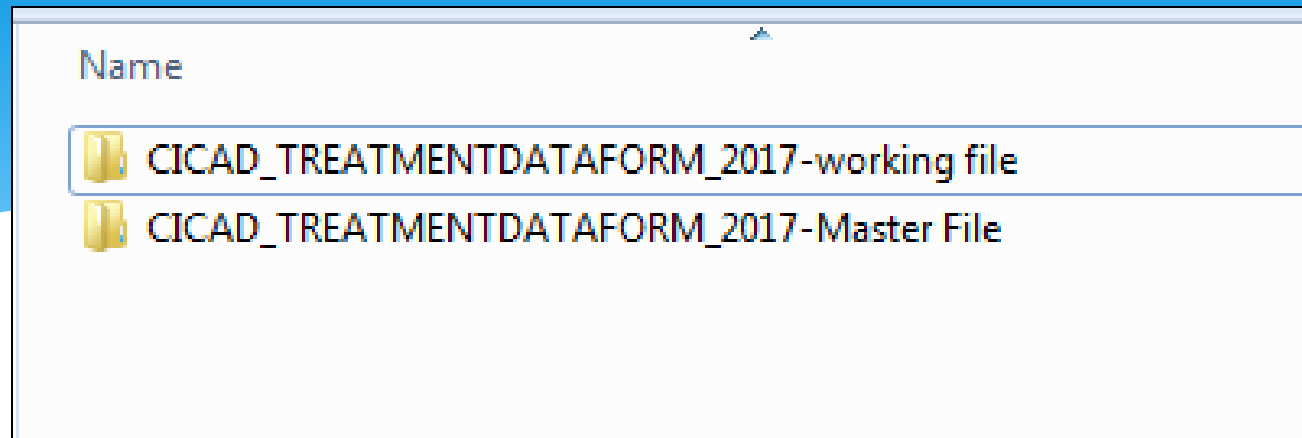 Name
CICAD_TREATMENTDATAFORM_2017-working file
CICAD_TREATMENTDATAFORM_2017-Master File